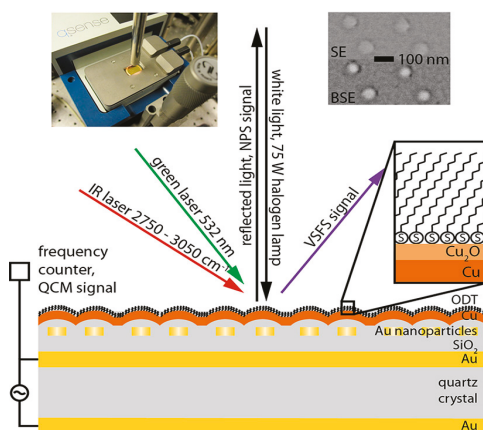 qsense
SE
100 nm
BSE
reflected light, NPS signal
white light, 75 W halogen lamp
green laser 532 nm
IR laser 2750 - 3050 cm⁻¹
VSFS signal
SSSSSS
Cu₂O
Cu
frequency
counter,
QCM signal
ODT
Cu
Au nanoparticles
SiO₂
Au
quartz
crystal
Au
~